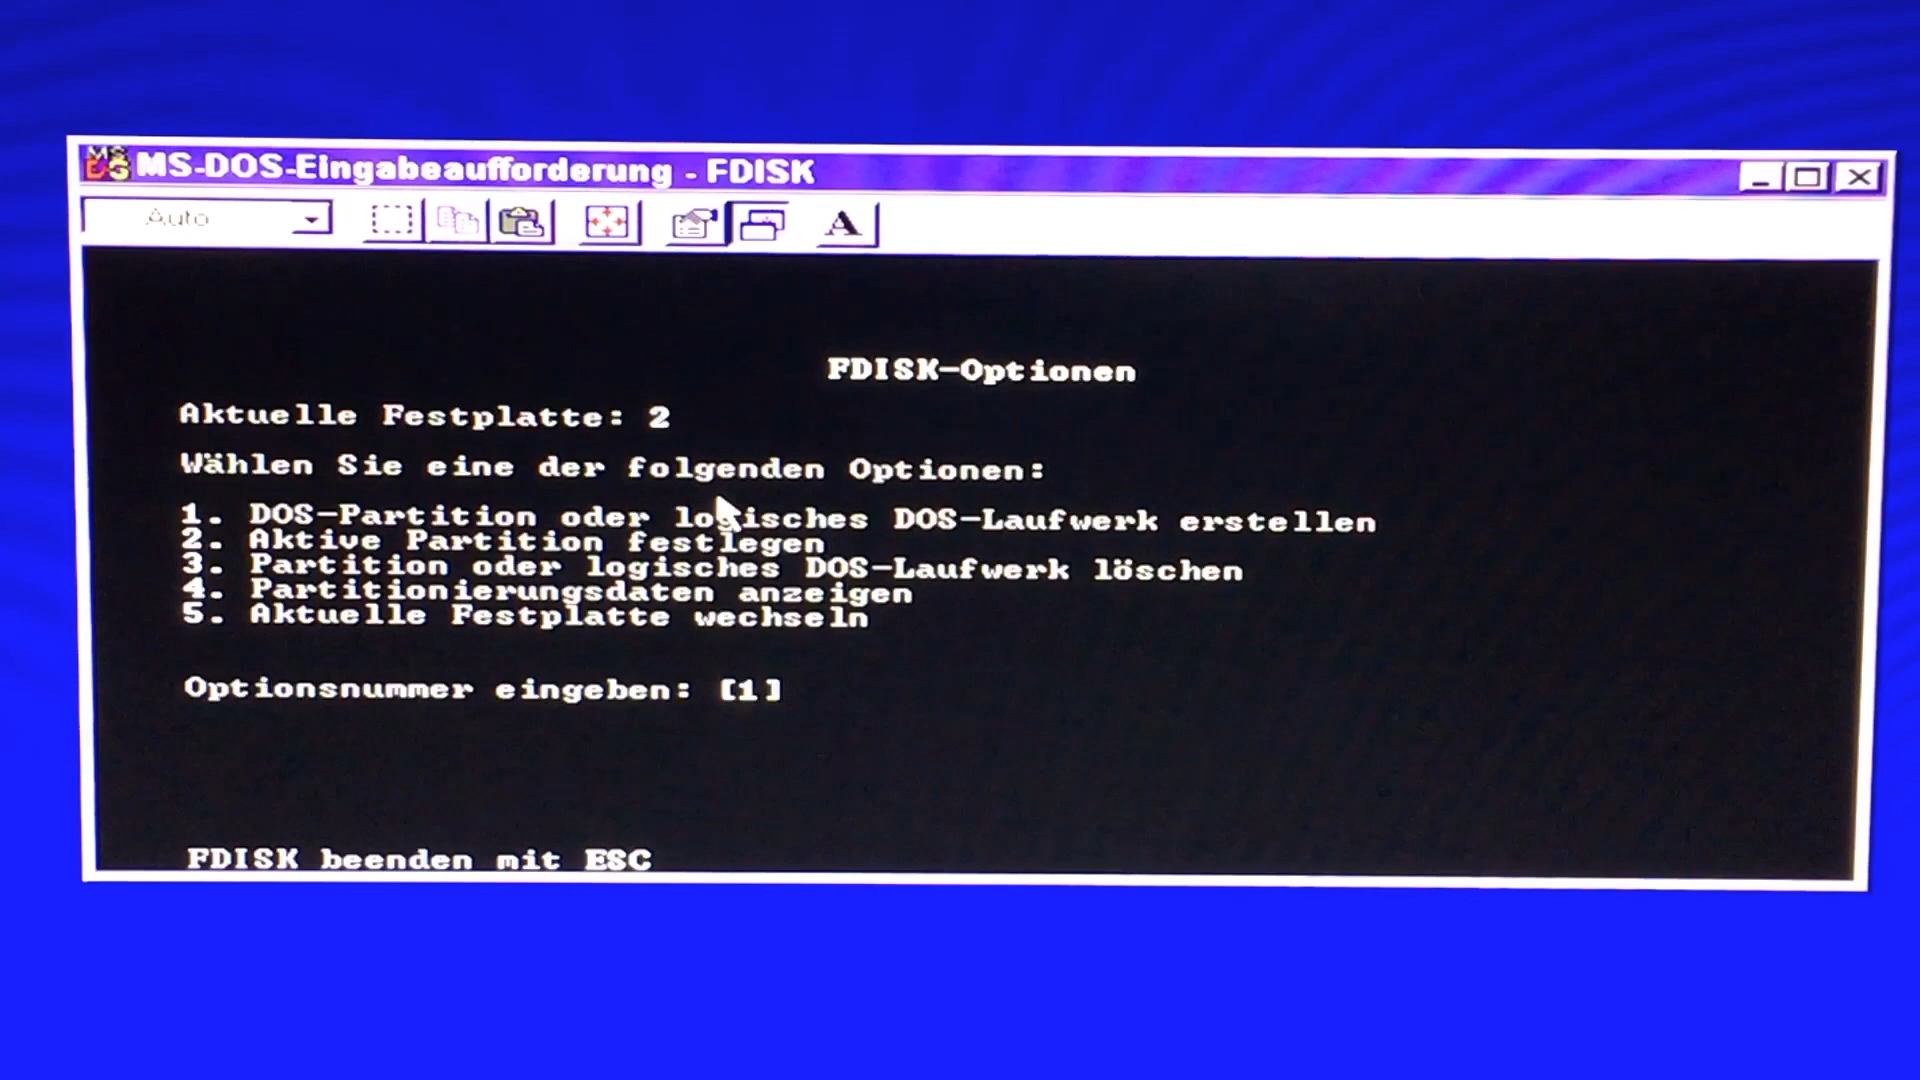 MS-DOS-Eingabeaufforderung - FDISK
Auto
A
FDISK-Optionen
Aktuelle Festplatte: 2
Wählen Sie eine der folgenden Optionen:
1. DOS-Partition oder logisches DOS-Laufwerk erstellen
2. Aktive Partition festlegen
3. Partition oder logisches DOS-Laufwerk löschen
4. Partitionierungsdaten anzeigen
5. Aktuelle Festplatte wechseln
Optionsnummer eingeben: [1]
FDISK beenden mit ESC